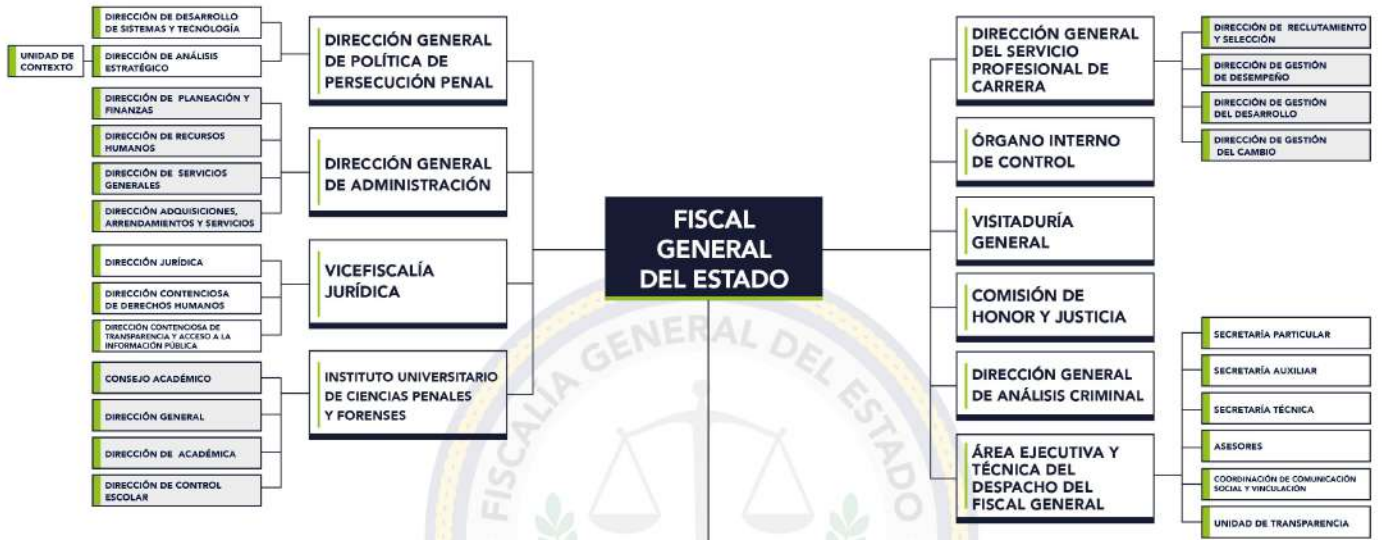 DIRECCIÓN DE DESARROLLO
DE SISTEMAS Y TECNOLOGÍA
UNIDAD DE
CONTEXTO
DIRECCIÓN DE ANÁLISIS
ESTRATÉGICO
DIRECCIÓN GENERAL
DE POLÍTICA DE
PERSECUCIÓN PENAL
DIRECCIÓN DE PLANEACIÓN Y
FINANZAS
DIRECCIÓN DE RECURSOS
HUMANOS
DIRECCIÓN DE SERVICIOS
GENERALES
DIRECCIÓN ADQUISICIONES,
ARRENDAMIENTOS Y SERVICIOS
DIRECCIÓN GENERAL
DE ADMINISTRACIÓN
DIRECCIÓN JURÍDICA
DIRECCIÓN CONTENCIOSA
DE DERECHOS HUMANOS
DIRECCIÓN CONTENCIOSA DE
TRANSPARENCIA Y ACCESO A LA
INFORMACIÓN PÚBLICA
VICEFISCALÍA
JURÍDICA
CONSEJO ACADÉMICO
DIRECCIÓN GENERAL
DIRECCIÓN DE ACADÉMICA
DIRECCIÓN DE CONTROL
ESCOLAR
INSTITUTO UNIVERSITARIO
DE CIENCIAS PENALES
Y FORENSES
FISCAL
GENERAL
DEL ESTADO
DIRECCIÓN GENERAL
DEL SERVICIO
PROFESIONAL DE
CARRERA
DIRECCIÓN DE RECLUTAMIENTO
Y SELECCIÓN
DIRECCIÓN DE GESTIÓN
DE DESEMPEÑO
DIRECCIÓN DE GESTIÓN
DEL DESARROLLO
DIRECCIÓN DE GESTIÓN
DEL CAMBIO
ÓRGANO INTERNO
DE CONTROL
VISITADURÍA
GENERAL
COMISIÓN DE
HONOR Y JUSTICIA
DIRECCIÓN GENERAL
DE ANÁLISIS CRIMINAL
ÁREA EJECUTIVA Y
TÉCNICA DEL
DESPACHO DEL
FISCAL GENERAL
SECRETARÍA PARTICULAR
SECRETARÍA AUXILIAR
SECRETARÍA TÉCNICA
ASESORES
COORDINACIÓN DE COMUNICACIÓN
SOCIAL Y VINCULACIÓN
UNIDAD DE TRANSPARENCIA
FISCALÍA GENERAL DEL ESTADO